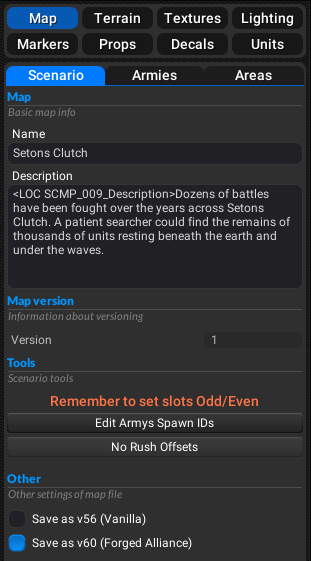 Map Terrain Textures Lighting
Markers Props Decals Units
Scenario Armies Areas
Map
Basic map info
Name
Setons Clutch
Description
<LOC SCMP_009_Description>Dozens of battles
have been fought over the years across Setons
Clutch. A patient searcher could find the remains of
thousands of units resting beneath the earth and
under the waves.
Map version
Information about versioning
Version 1
Tools
Scenario tools
Remember to set slots Odd/Even
Edit Armys Spawn IDs
No Rush Offsets
Other
Other settings of map file
Save as v56 (Vanilla)
Save as v60 (Forged Alliance)